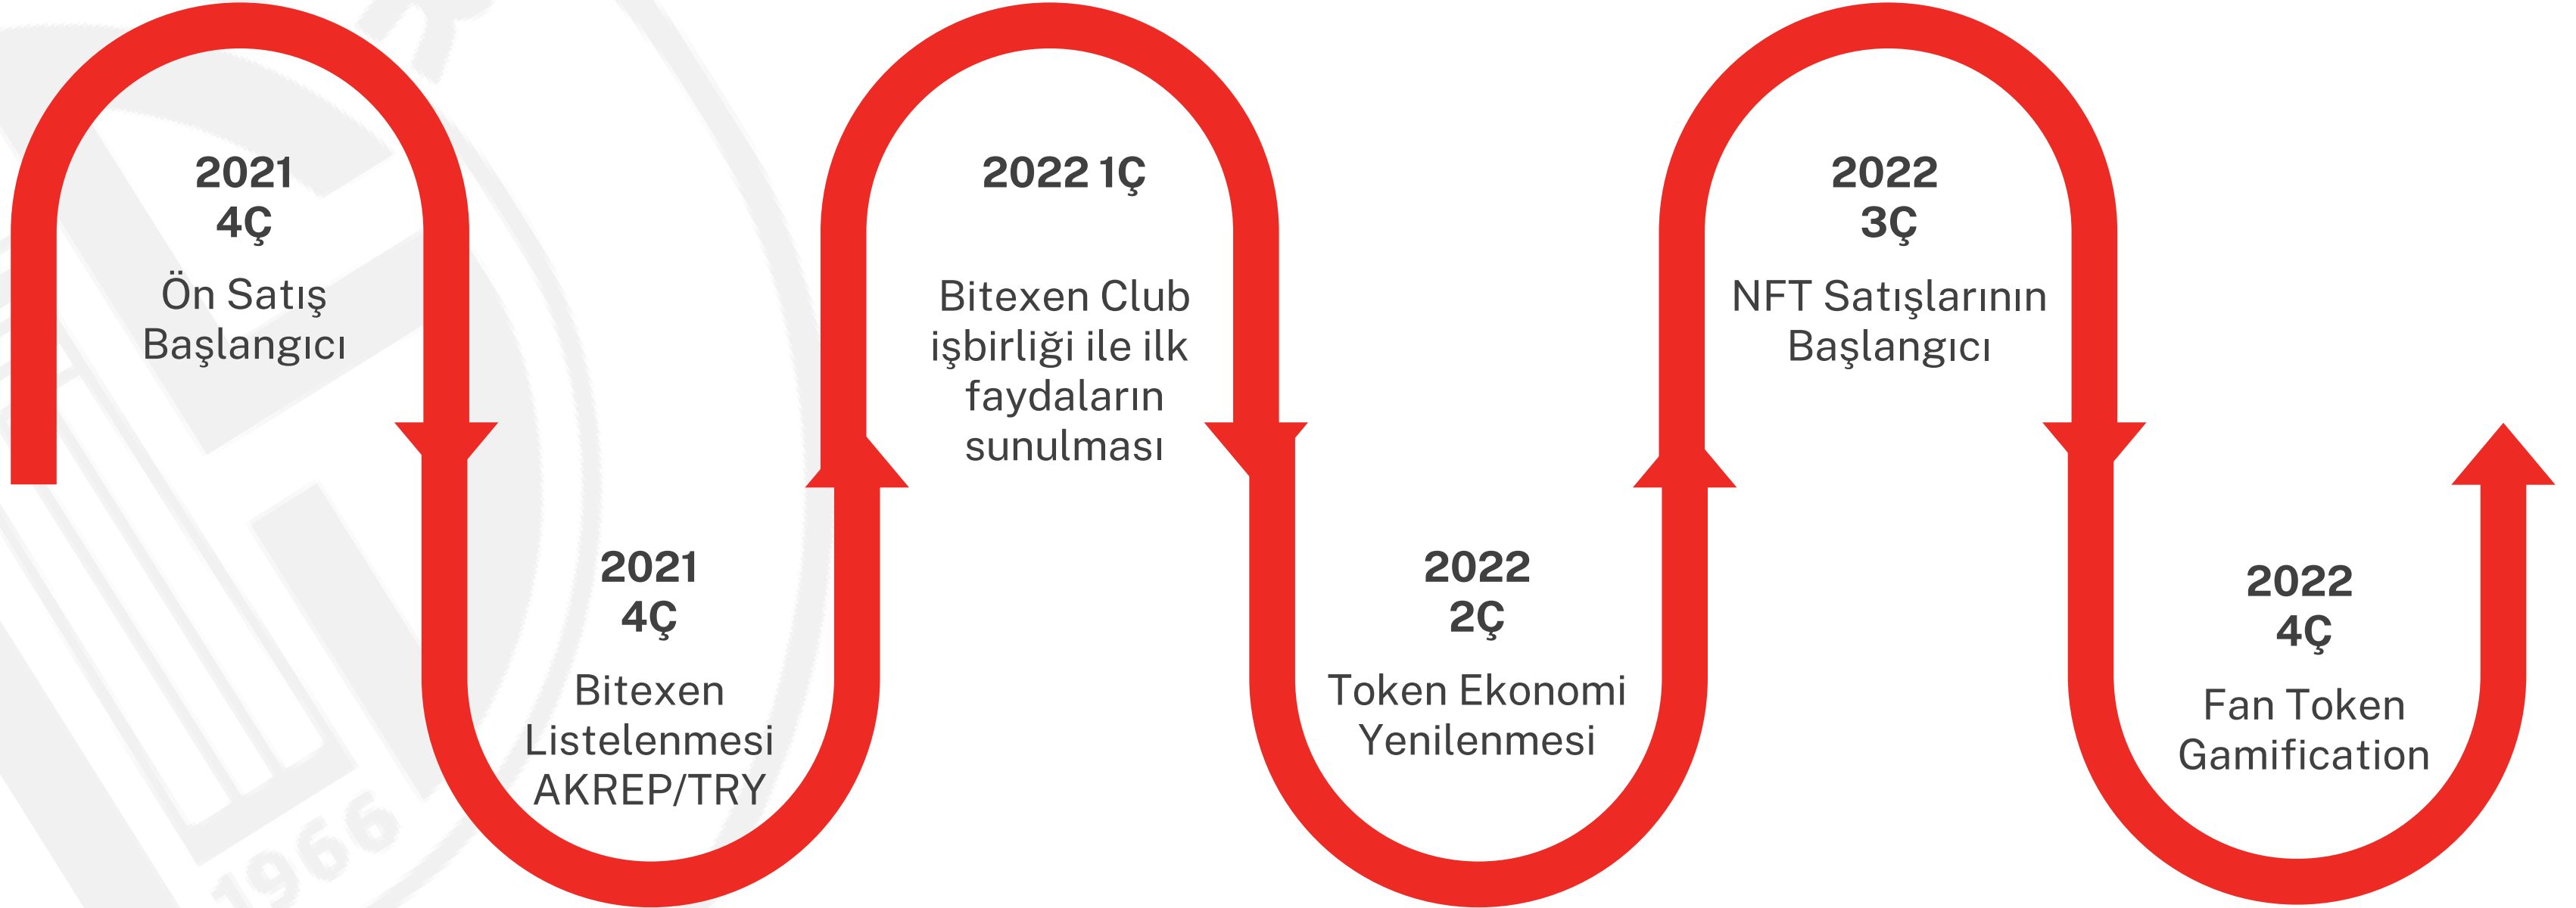 2021
4Ç
Ön Satış
Başlangıcı
2021
4Ç
Bitexen
Listelenmesi
AKREP/TRY
2022 1Ç
Bitexen Club
işbirliği ile ilk
faydaların
sunulması
2022
2Ç
Token Ekonomi
Yenilenmesi
2022
3Ç
NFT Satışlarının
Başlangıcı
2022
4Ç
Fan Token
Gamification
1966